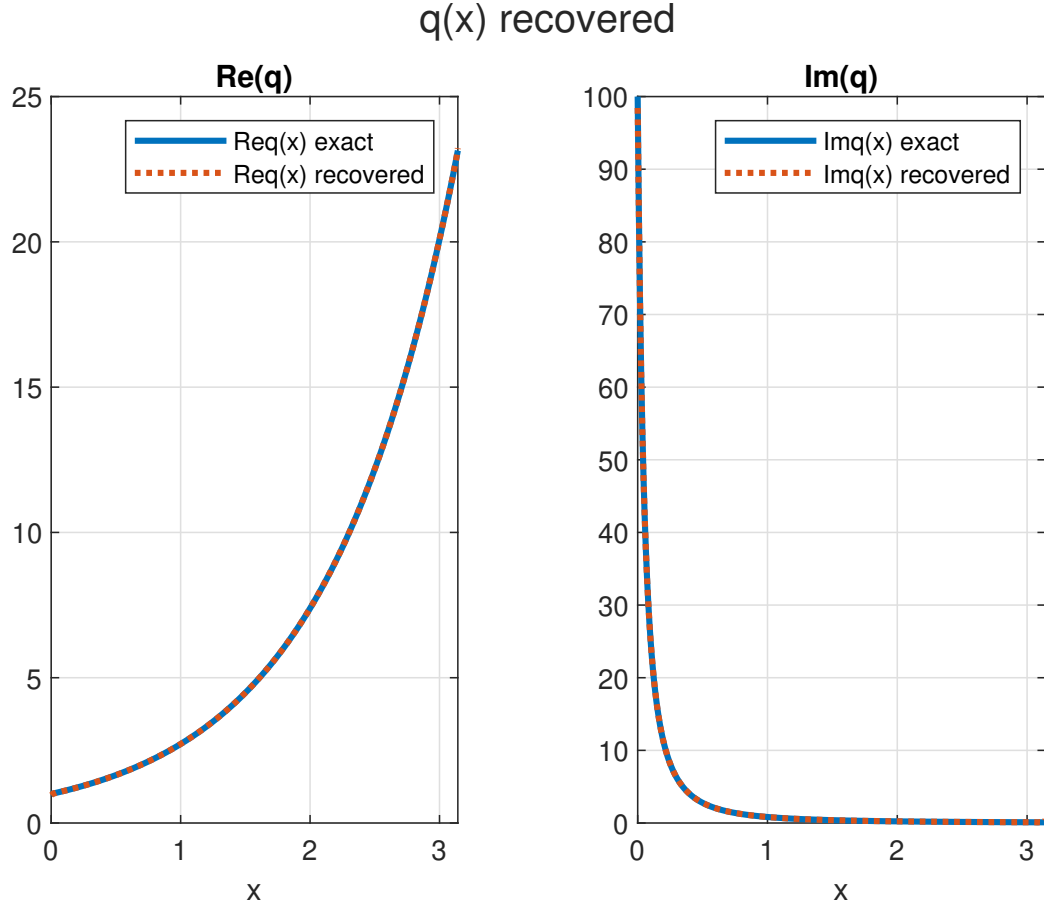 q(x) recovered
Re(q)
25
20
15
10
5
0
Req(x) exact
Req(x) recovered
0 1 2 3
x
Im(q)
100
90
80
70
60
50
40
30
20
10
0
Imq(x) exact
Imq(x) recovered
0 1 2 3
x